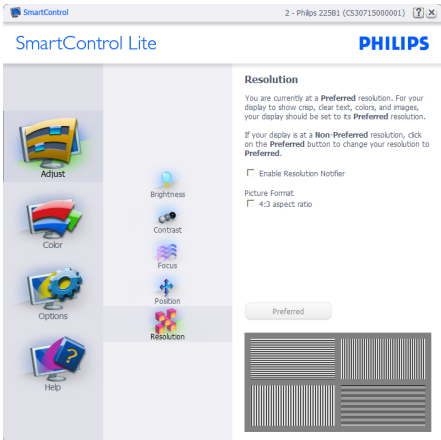 SmartControl
2 - Philips 225B1 (CS30715000001)
SmartControl Lite
PHILIPS
Resolution
You are currently at a Preferred resolution. For your
display to show crisp, clear text, colors, and images,
your display should be set to its Preferred resolution.
If your display is at a Non-Preferred resolution, click
on the Preferred button to change your resolution to
Preferred.
Enable Resolution Notifier
Picture Format
4:3 aspect ratio
Preferred
Adjust
Color
Options
Help
Brightness
Contrast
Focus
Position
Resolution